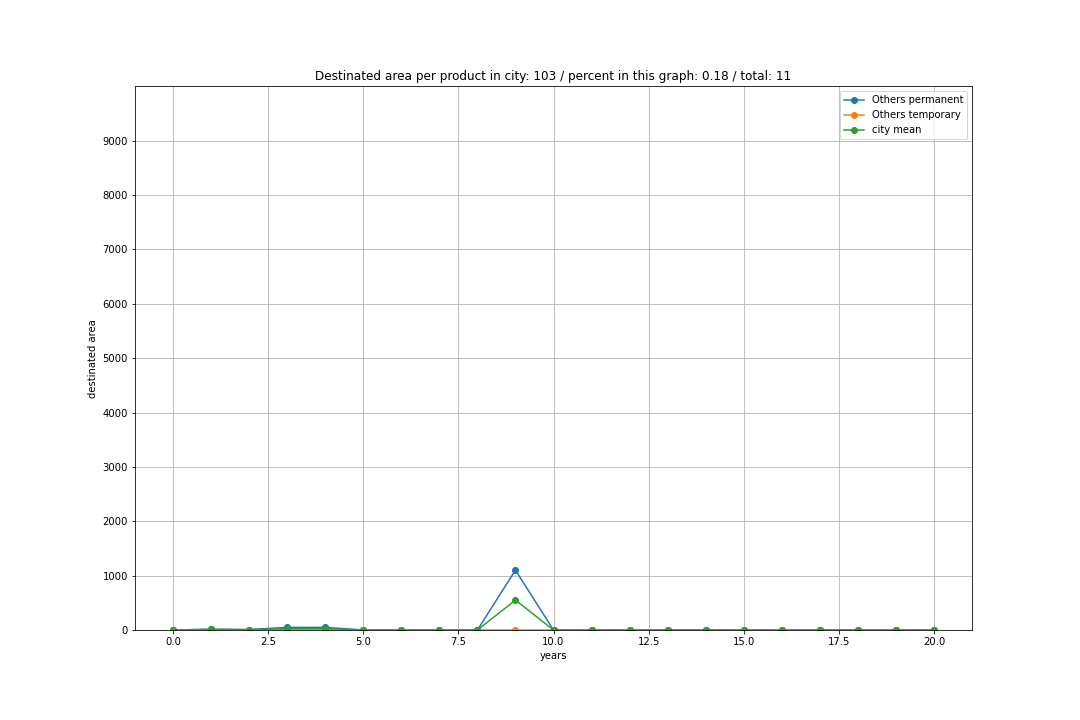 Destinated area per product in city: 103 / percent in this graph: 0.18 / total: 11
Others permanent
Others temporary
city mean
9000
8000
7000
6000
5000
4000
3000
2000
1000
0
destinated area
0.0 2.5 5.0 7.5 10.0 12.5 15.0 17.5 20.0
years